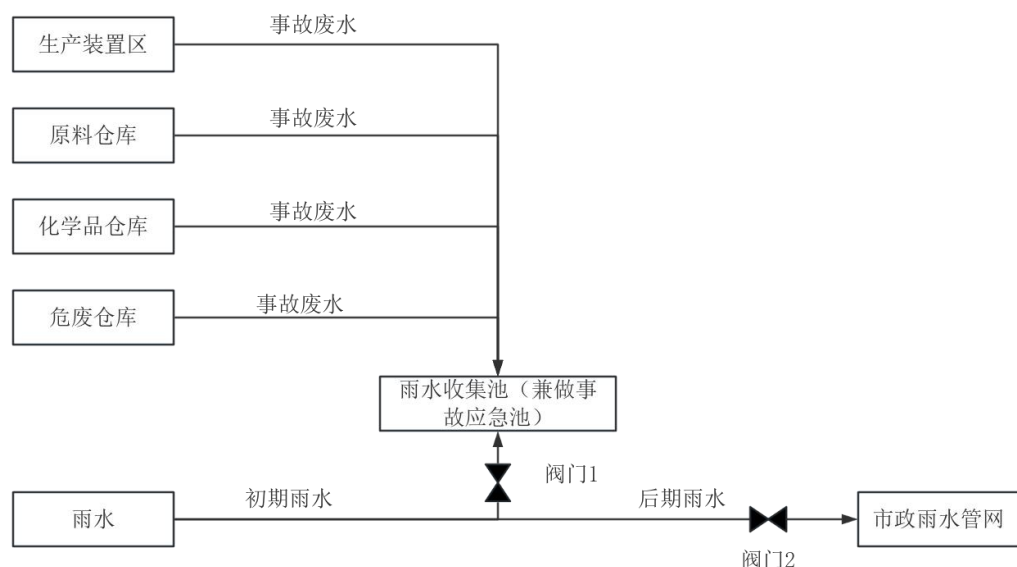 事故废水
生产装置区
事故废水
原料仓库
事故废水
化学品仓库
事故废水
危废仓库
雨水收集池（兼做事
故应急池）
阀门1
初期雨水
后期雨水
雨水
市政雨水管网
阀门2